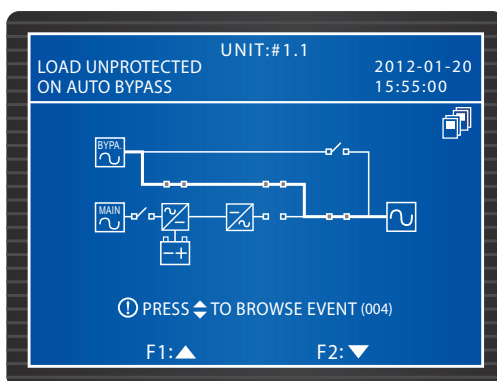 UNIT:#1.1
LOAD UNPROTECTED
ON AUTO BYPASS
2012-01-20
15:55:00
BYPA.
MAIN
PRESS TO BROWSE EVENT (004)
F1:
F2: